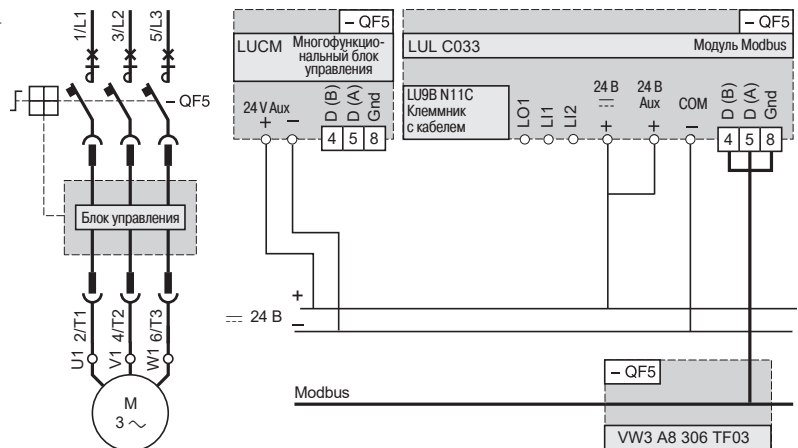 1/L1
3/L2
5/L3
– QF5
Блок управления
2/T1
4/T2
6/T3
U1
V1
W1
M
3 ~
– QF5
LUCM
Многофункцио-
нальный блок
управления
24 V Aux
+
–
D (B)
D (A)
Gnd
4 5 8
– QF5
LUL C033
Модуль Modbus
LU9B N11C
Клеммник
с кабелем
LO1
LI1
LI2
24 В
+
24 В
Aux
+
COM
–
D (B)
D (A)
Gnd
4 5 8
+
24 В
–
Modbus
– QF5
VW3 A8 306 TF03